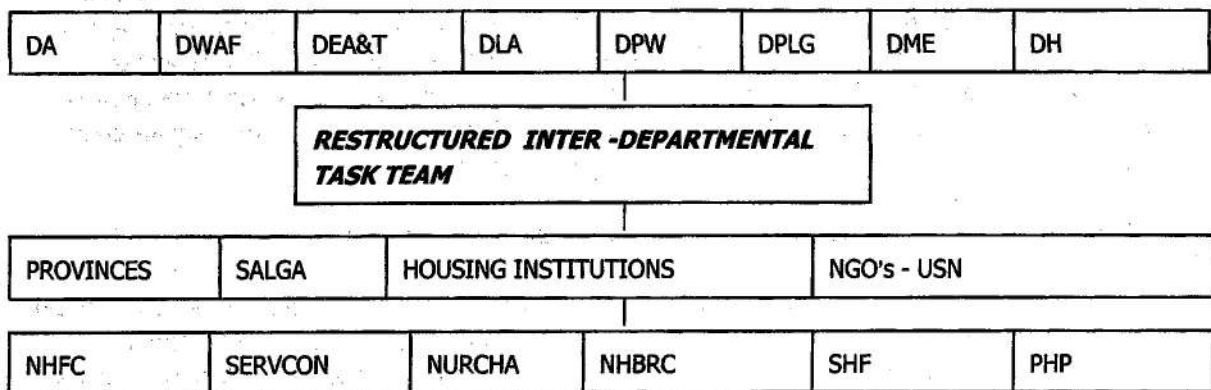 DA DWAF DEA&T DLA DPW DPLG DME DH
RESTRUCTURED INTER -DEPARTMENTAL
TASK TEAM
PROVINCES SALGA HOUSING INSTITUTIONS NGO's - USN
NHFC SERVCON NURCHA NHBRC SHF PHP